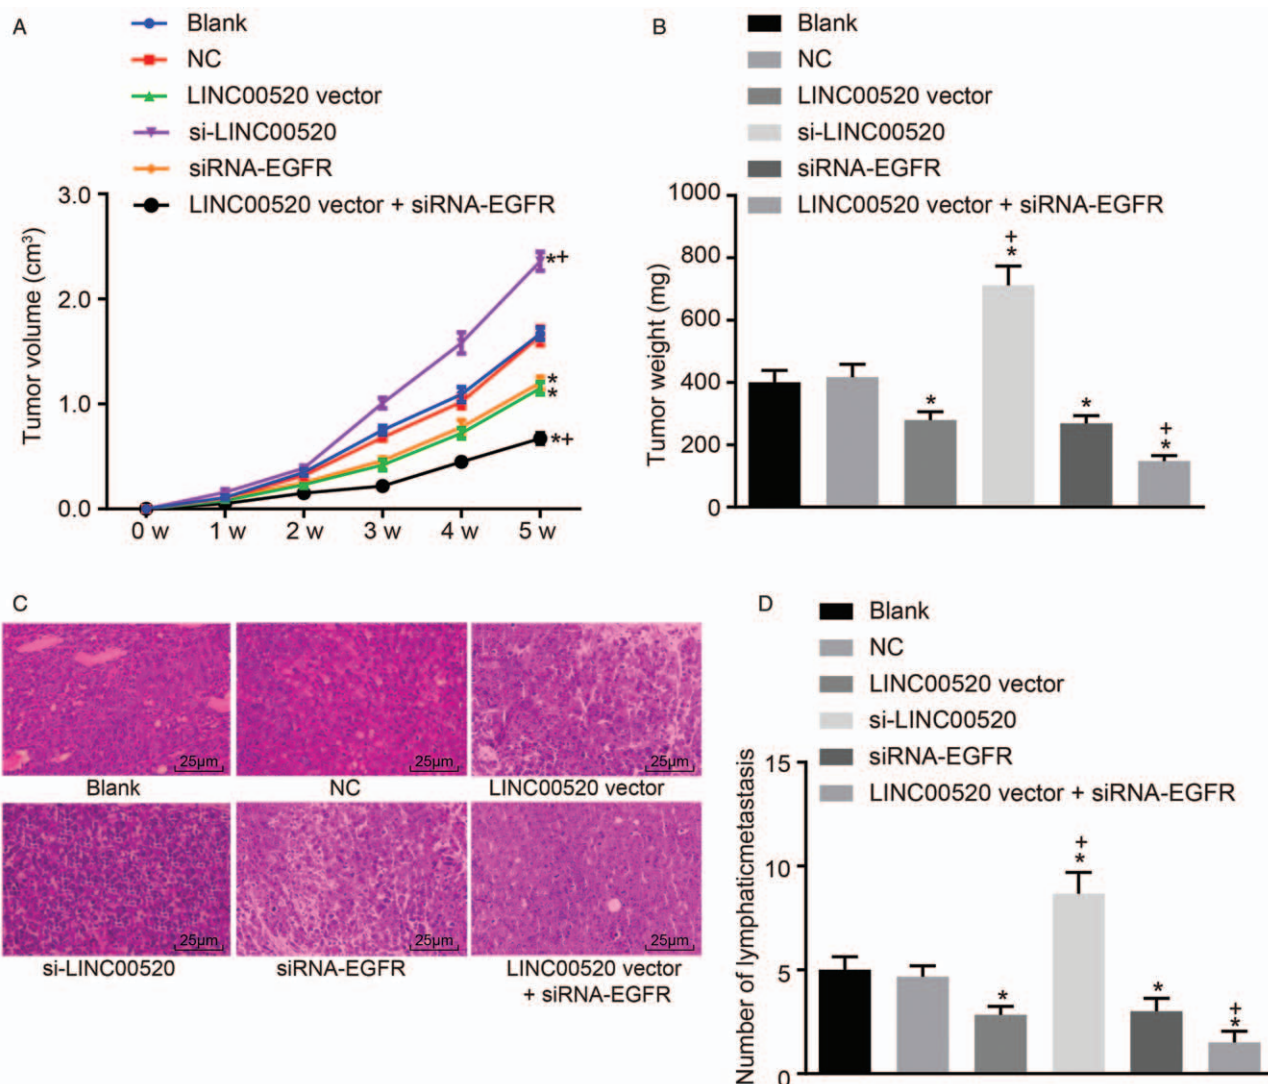 A
Blank
NC
LINC00520 vector
si-LINC00520
siRNA-EGFR
LINC00520 vector + siRNA-EGFR
Tumor volume (cm³)
3.0
2.0
1.0
0.0
0 w 1 w 2 w 3 w 4 w 5 w
*+
*
*
*+
B
Blank
NC
LINC00520 vector
si-LINC00520
siRNA-EGFR
LINC00520 vector + siRNA-EGFR
Tumor weight (mg)
1000
800
600
400
200
0
*
+
*
*
+
*
C
25μm 25μm 25μm
Blank NC LINC00520 vector
25μm 25μm 25μm
si-LINC00520 siRNA-EGFR LINC00520 vector
+ siRNA-EGFR
D
Blank
NC
LINC00520 vector
si-LINC00520
siRNA-EGFR
LINC00520 vector + siRNA-EGFR
Number of lymphaticmetastasis
15
10
5
0
*
+
*
*
+
*